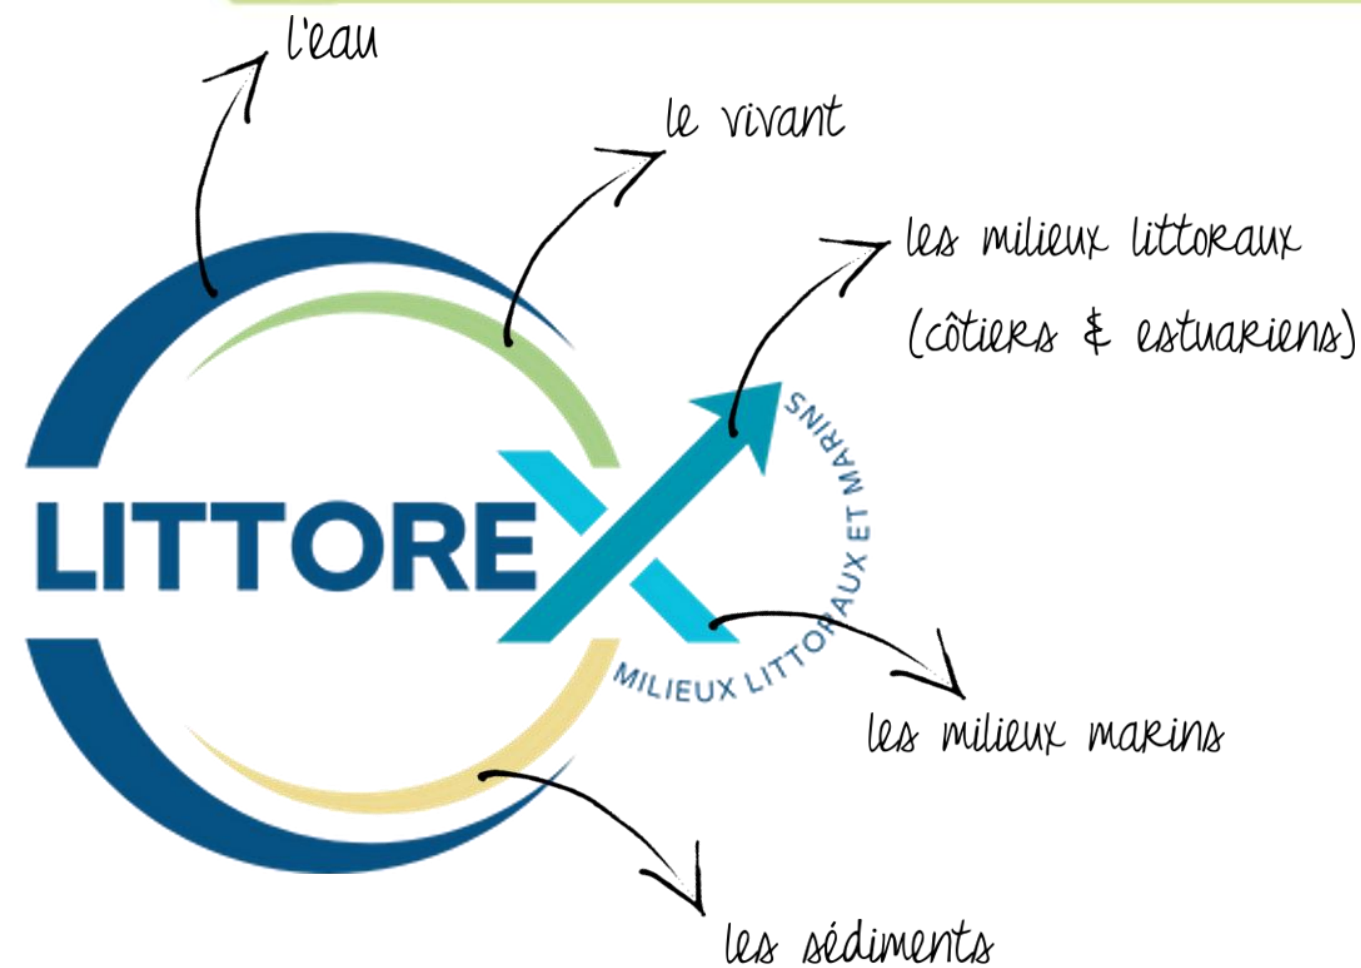 l'eau
le vivant
les milieux littoraux
(côtiers & estuariens)
LITTOREX
MILIEUX LITTORAUX ET MARINS
les milieux marins
les sédiments